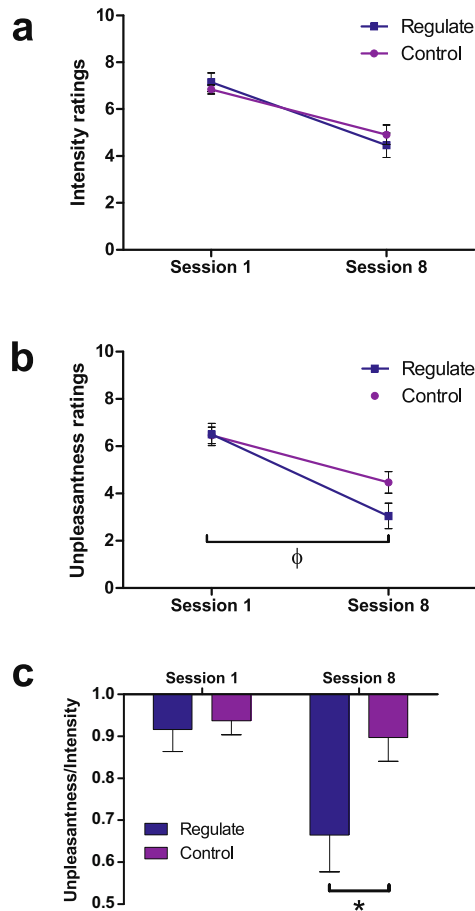 a
Intensity ratings
10
8
6
4
2
0
Regulate
Control
Session 1 Session 8
b
Unpleasantness ratings
10
8
6
4
2
0
Regulate
Control
ϕ
Session 1 Session 8
c
Unpleasantness/Intensity
Session 1 Session 8
1.0
0.9
0.8
0.7
0.6
0.5
Regulate
Control
*